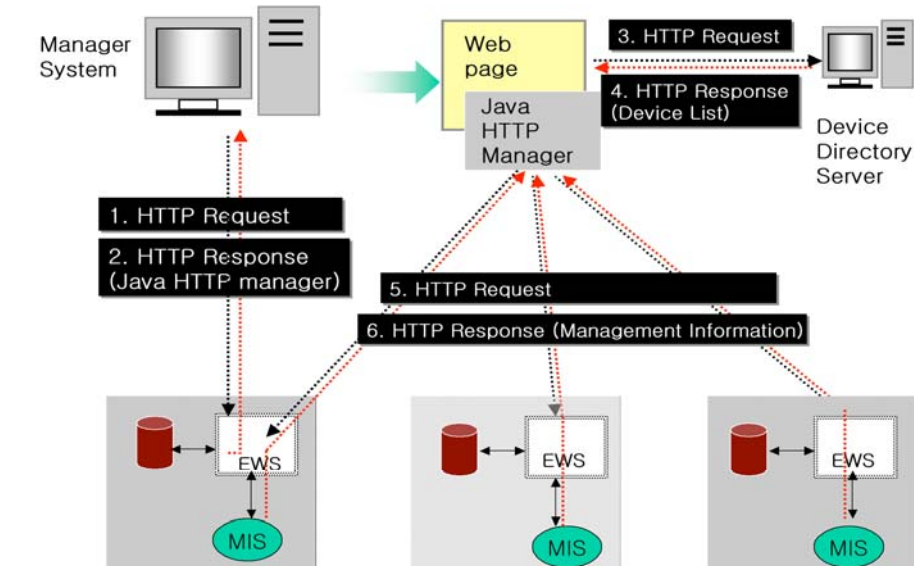 Manager
System
Web
page
Java
HTTP
Manager
3. HTTP Request
4. HTTP Response
(Device List)
Device
Directory
Server
1. HTTP Request
2. HTTP Response
(Java HTTP manager)
5. HTTP Request
6. HTTP Response (Management Information)
EWS
MIS
EWS
MIS
EWS
MIS